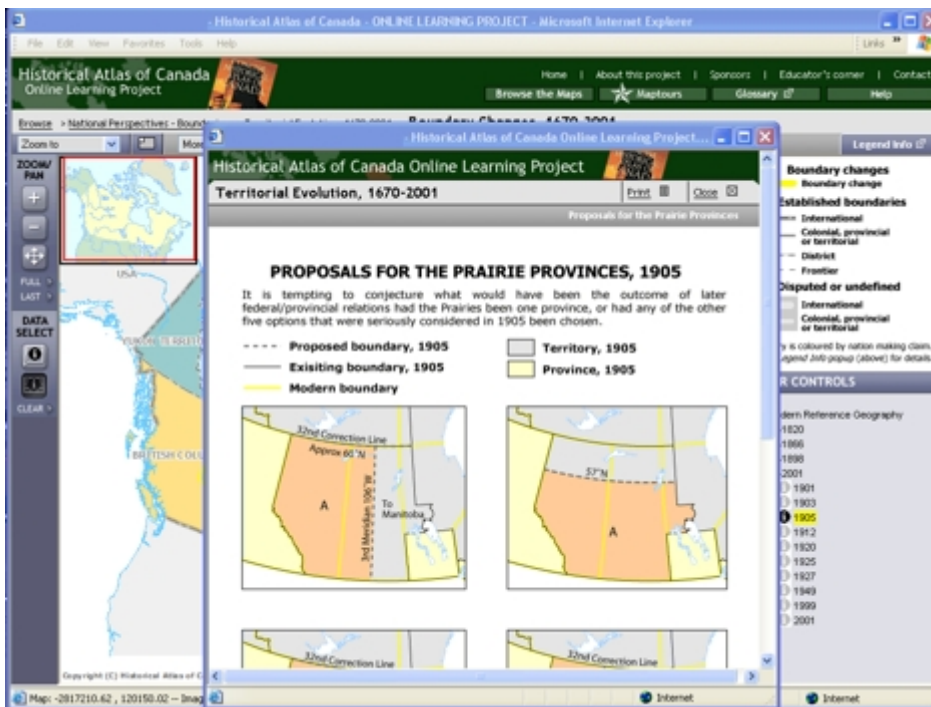 - Historical Atlas of Canada - ONLINE LEARNING PROJECT - Microsoft Internet Explorer
File Edit View Favorites Tools Help
Links »
Historical Atlas of Canada
Online Learning Project
Home | About this project | Sponsors | Educator's corner | Contact
Browse the Maps Maptours Glossary Help
Browse > National Perspectives - Bound
Boundary Changes, 1670-2001
Zoom to
More
Legend Info
ZOOM/
PAN
FULL
LAST
DATA
SELECT
CLEAR
USA
YUKON TERRIT
BRITISH COLU
Copyright (C) Historical Atlas of C
Map: -2817210.62 , 120150.02 -- Imag
- Historical Atlas of Canada Online Learning Project...
Historical Atlas of Canada Online Learning Project
Territorial Evolution, 1670-2001
Print Close
Proposals for the Prairie Provinces
PROPOSALS FOR THE PRAIRIE PROVINCES, 1905
It is tempting to conjecture what would have been the outcome of later
federal/provincial relations had the Prairies been one province, or had any of the other
five options that were seriously considered in 1905 been chosen.
Proposed boundary, 1905
Exisiting boundary, 1905
Modern boundary
Territory, 1905
Province, 1905
32nd Correction Line
Approx 60°N
A
3rd Meridian 106°W
To
Manitoba
57°N
A
32nd Correction Line
32nd Correction Line
Internet
Boundary changes
Boundary change
Established boundaries
International
Colonial, provincial
or territorial
District
Frontier
Disputed or undefined
International
Colonial, provincial
or territorial
y is coloured by nation making claim.
Legend Info popup (above) for details
R CONTROLS
dern Reference Geography
-1820
-1866
-1898
-2001
1901
1903
1905
1912
1920
1925
1927
1949
1999
2001
Internet